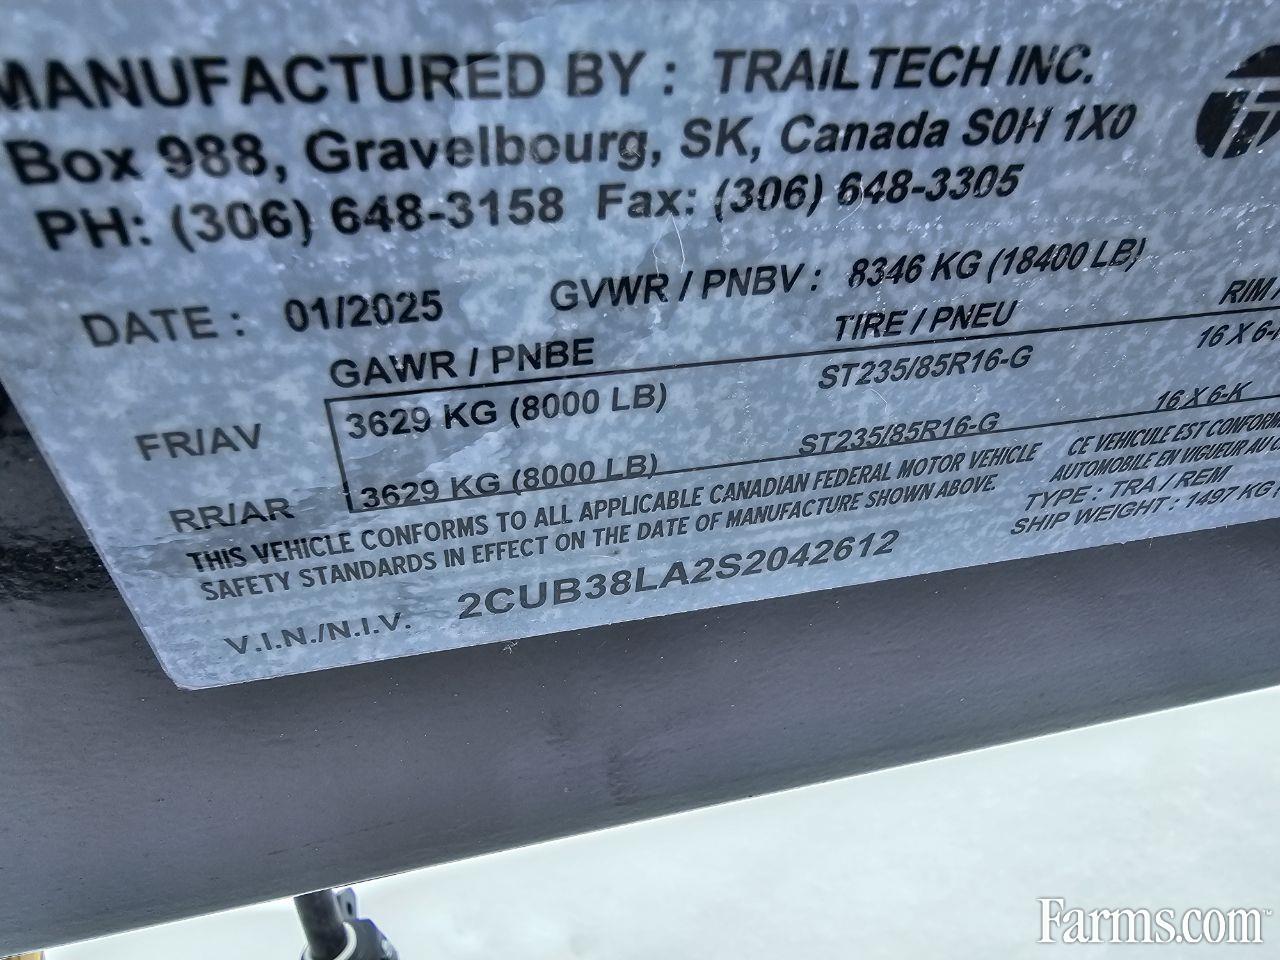 MANUFACTURED BY : TRAILTECH INC.
Box 988, Gravelbourg, SK, Canada S0H 1X0
PH: (306) 648-3158 Fax: (306) 648-3305
DATE : 01/2025 GVWR / PNBV : 8346 KG (18400 LB)
GAWR / PNBE TIRE / PNEU RIM /
FR/AV 3629 KG (8000 LB) ST235/85R16-G 16 X 6-
RR/AR 3629 KG (8000 LB) ST235/85R16-G 16 X 6-K
THIS VEHICLE CONFORMS TO ALL APPLICABLE CANADIAN FEDERAL MOTOR VEHICLE
SAFETY STANDARDS IN EFFECT ON THE DATE OF MANUFACTURE SHOWN ABOVE.
CE VEHICULE EST CONFORM
AUTOMOBILE EN VIGUEUR AU
TYPE : TRA / REM
SHIP WEIGHT : 1497 KG
V.I.N./N.I.V. 2CUB38LA2S2042612
Farms.com